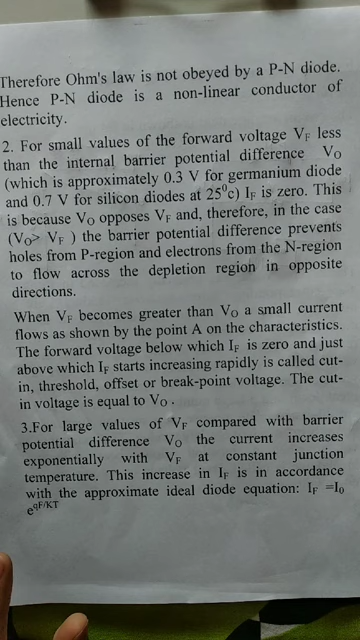 Therefore Ohm's law is not obeyed by a P-N diode.
Hence P-N diode is a non-linear conductor of
electricity.
2. For small values of the forward voltage VF less
than the internal barrier potential difference VO
(which is approximately 0.3 V for germanium diode
and 0.7 V for silicon diodes at 25⁰c) IF is zero. This
is because VO opposes VF and, therefore, in the case
(VO> VF ) the barrier potential difference prevents
holes from P-region and electrons from the N-region
to flow across the depletion region in opposite
directions.
When VF becomes greater than VO a small current
flows as shown by the point A on the characteristics.
The forward voltage below which IF is zero and just
above which IF starts increasing rapidly is called cut-
in, threshold, offset or break-point voltage. The cut-
in voltage is equal to VO .
3.For large values of VF compared with barrier
potential difference VO the current increases
exponentially with VF at constant junction
temperature. This increase in IF is in accordance
with the approximate ideal diode equation: IF =I0
eqF/KT